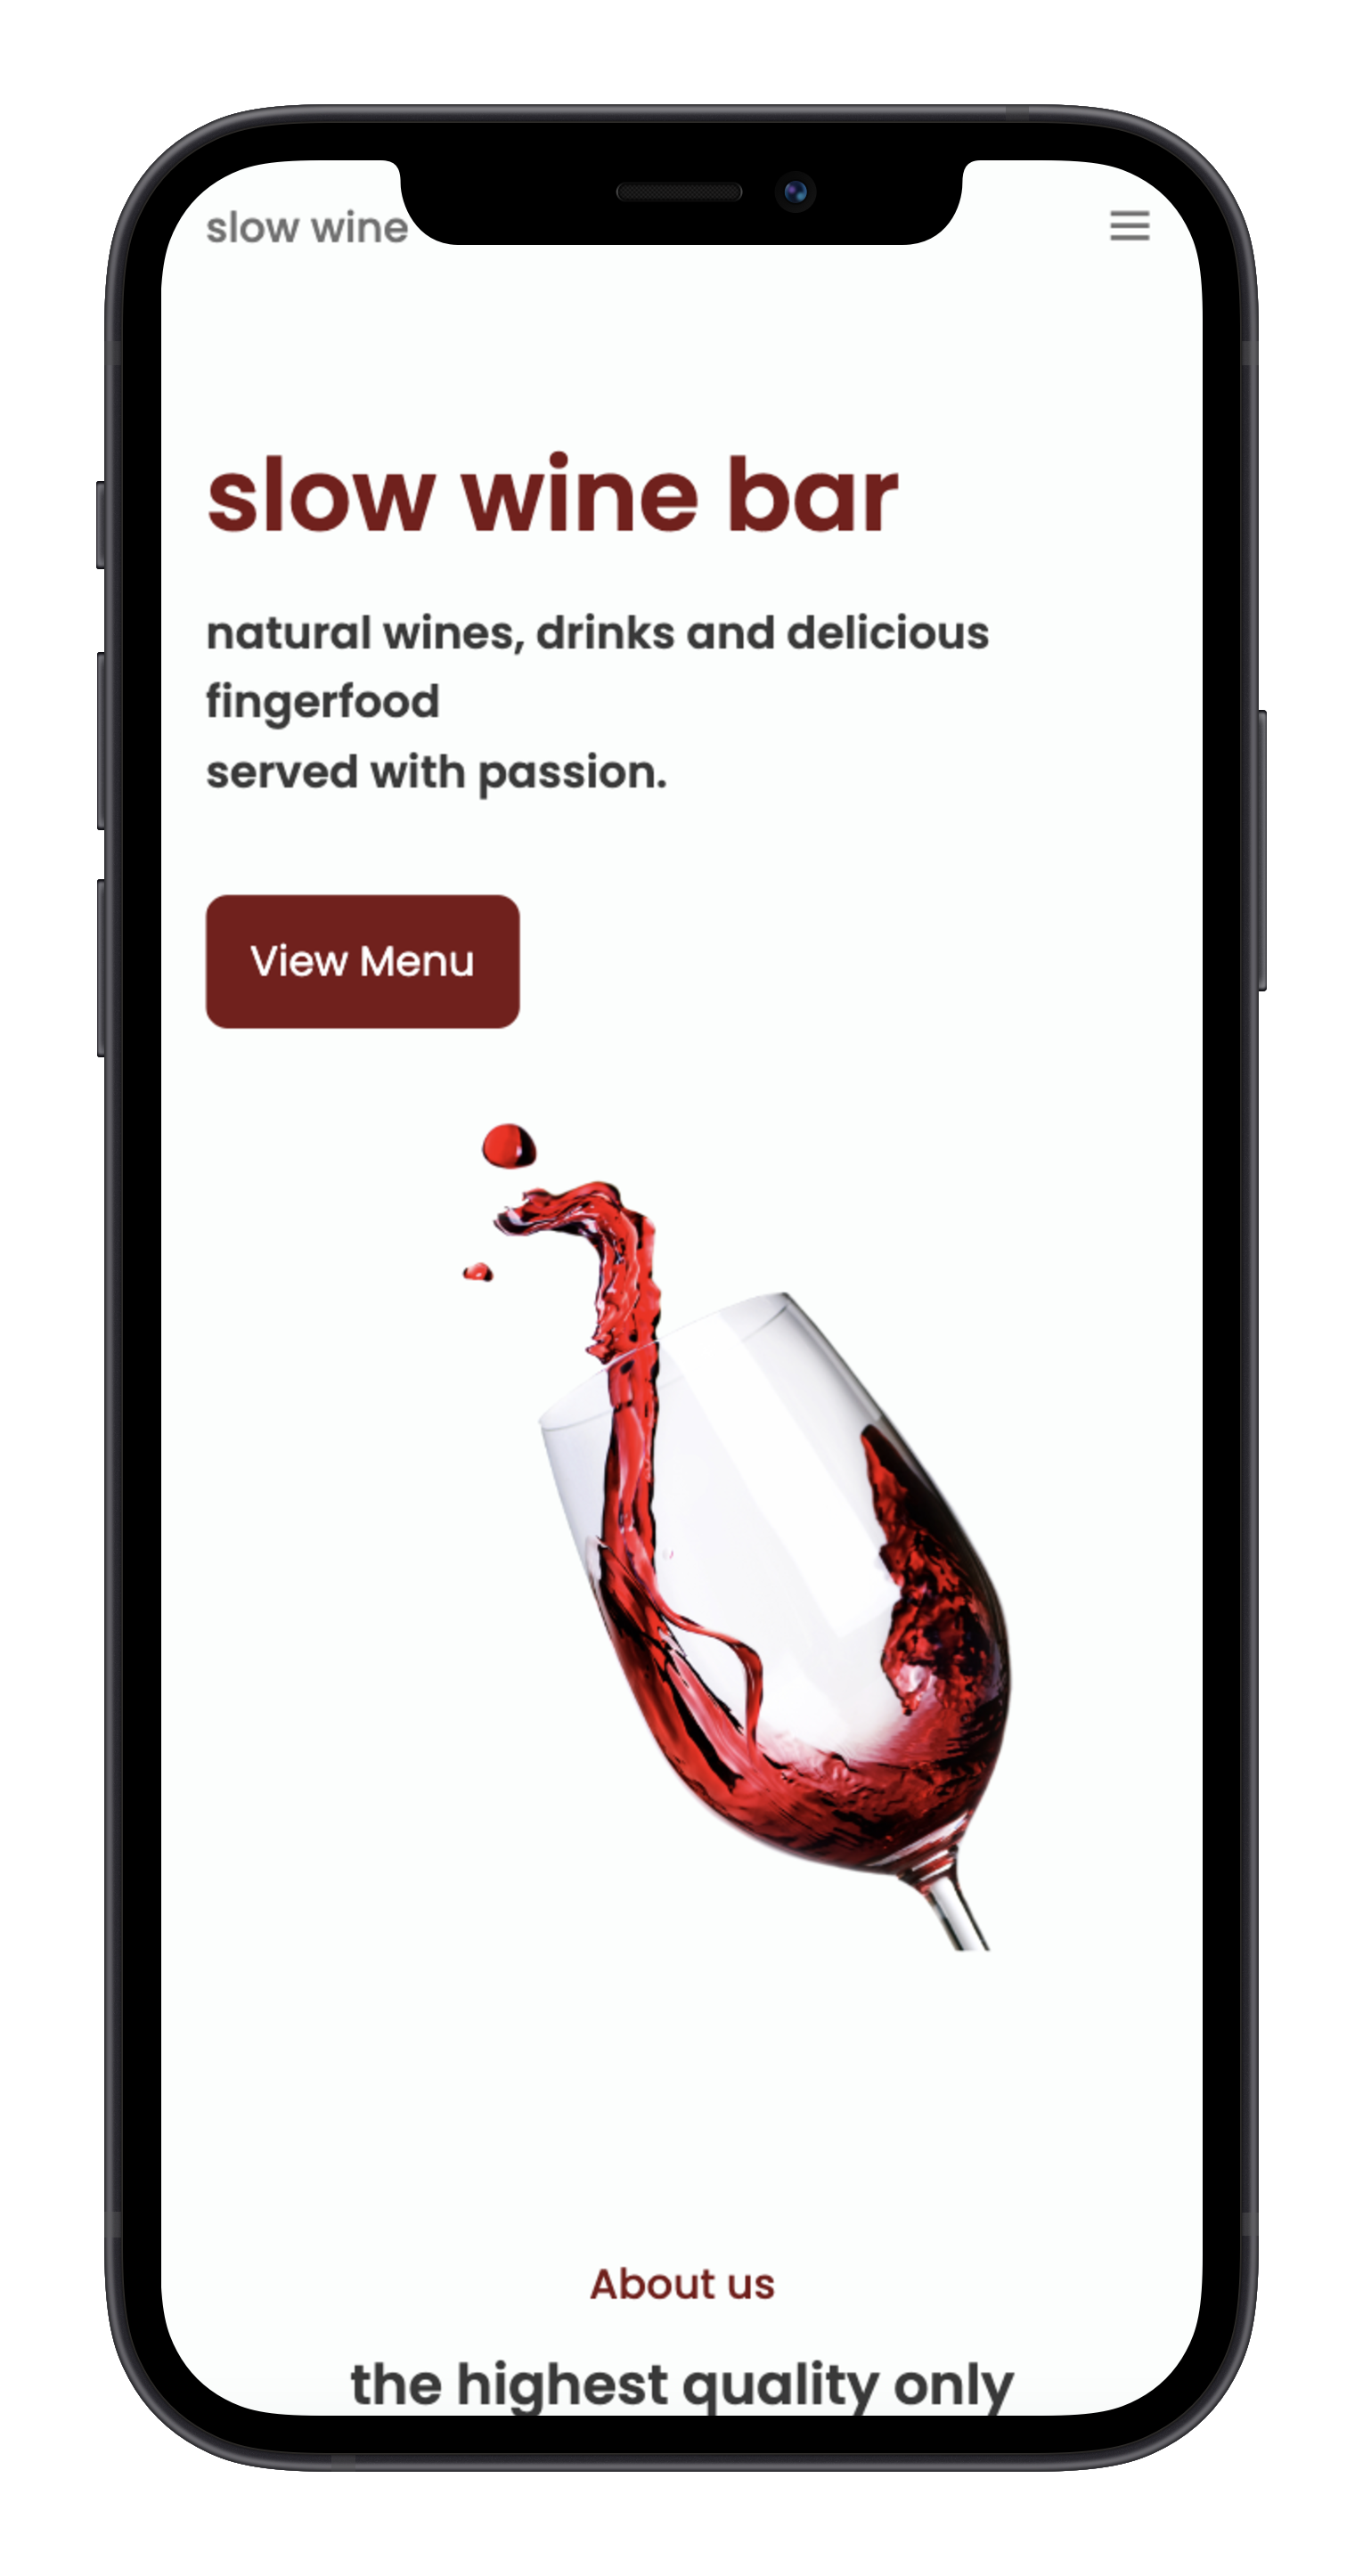 slow wine
slow wine bar
natural wines, drinks and delicious
fingerfood
served with passion.
View Menu
About us
the highest quality only